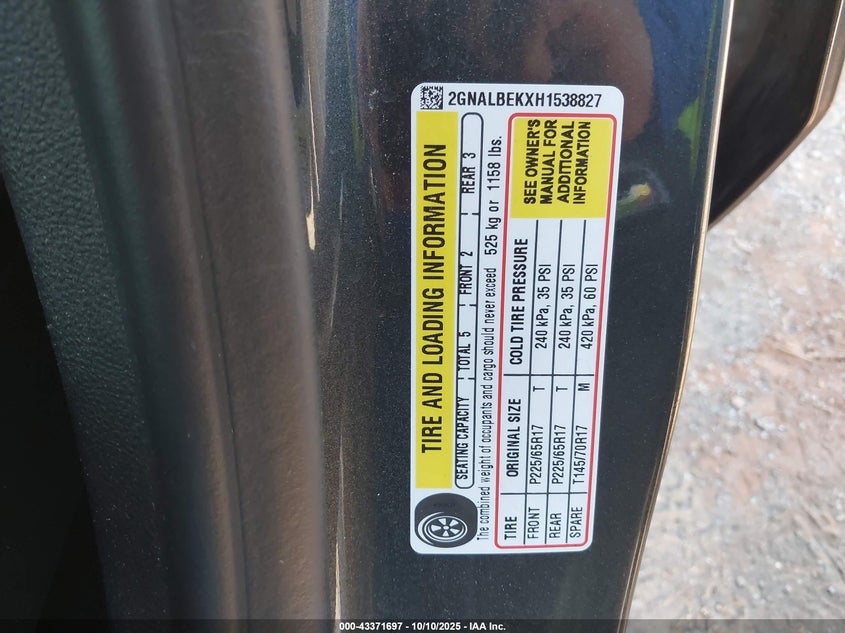 2GNALBEKXH1538827
TIRE AND LOADING INFORMATION
SEATING CAPACITY TOTAL 5 FRONT 2 REAR 3
The combined weight of occupants and cargo should never exceed 525 kg or 1158 lbs.
TIRE ORIGINAL SIZE COLD TIRE PRESSURE
FRONT P225/65R17 T 240 kPa, 35 PSI
REAR P225/65R17 T 240 kPa, 35 PSI
SPARE T145/70R17 M 420 kPa, 60 PSI
SEE OWNER'S
MANUAL FOR
ADDITIONAL
INFORMATION
000-43371697 - 10/10/2025 - IAA Inc.